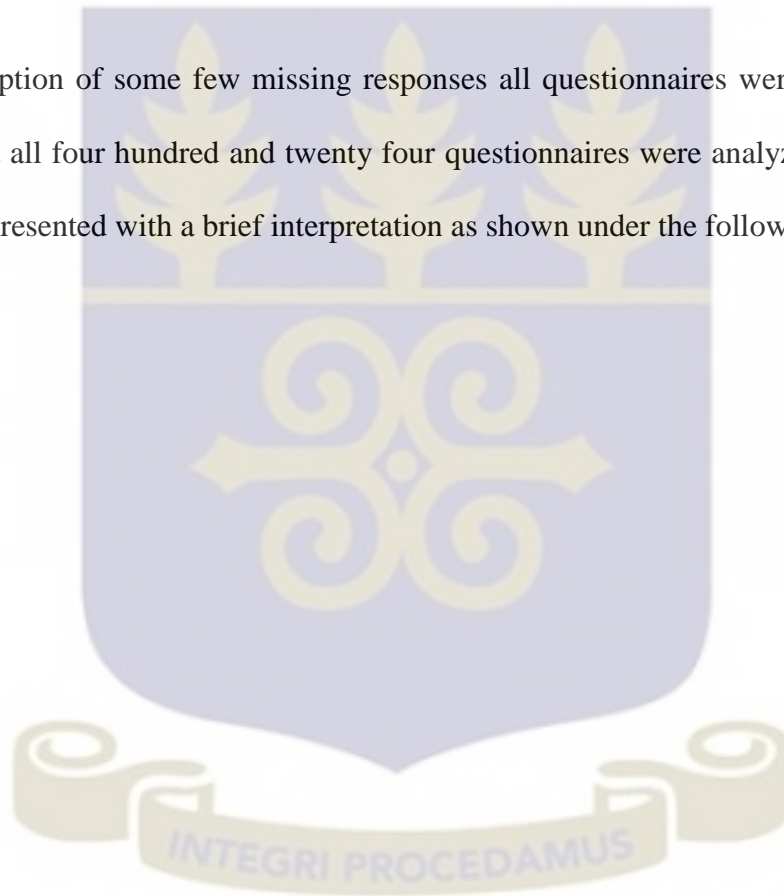 ption of some few missing responses all questionnaires wer
all four hundred and twenty four questionnaires were analyz
resented with a brief interpretation as shown under the follow
INTEGRI PROCEDAMUS